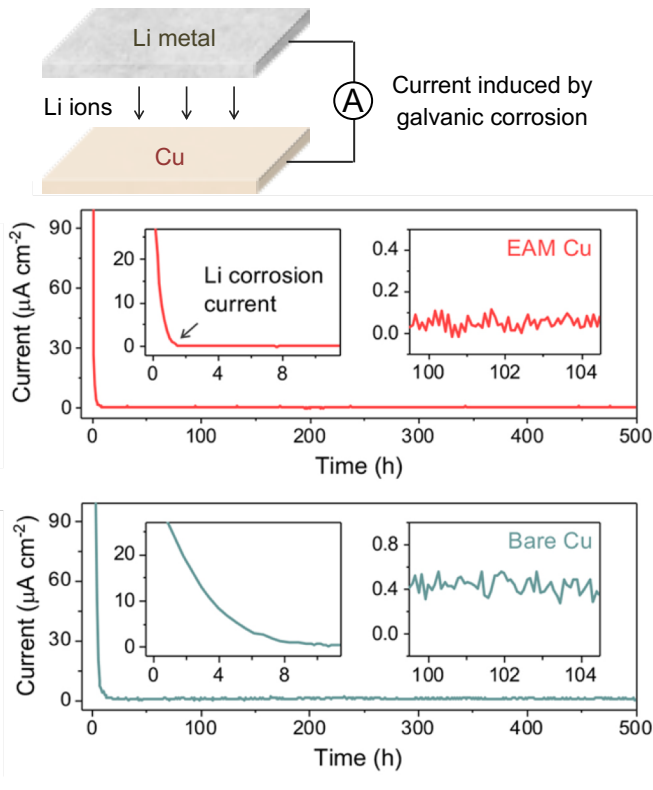 Li metal
Li ions
A
Current induced by
galvanic corrosion
Cu
Current (μA cm-2)
90
60
30
0
20
10
0
Li corrosion
current
0 4 8
EAM Cu
0.4
0.2
0.0
100 102 104
0 100 200 300 400 500
Time (h)
Current (μA cm-2)
90
60
30
0
20
10
0
0 4 8
Bare Cu
0.8
0.4
0.0
100 102 104
0 100 200 300 400 500
Time (h)